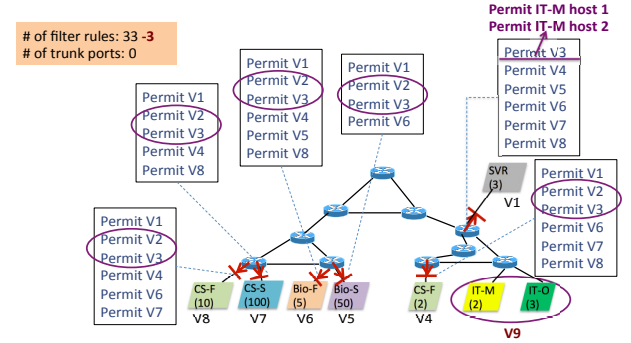 Permit IT-M host 1
Permit IT-M host 2
# of filter rules: 33 -3
# of trunk ports: 0
Permit V3
Permit V4
Permit V5
Permit V6
Permit V7
Permit V8
Permit V1
Permit V2
Permit V3
Permit V4
Permit V5
Permit V8
Permit V1
Permit V2
Permit V3
Permit V6
Permit V1
Permit V2
Permit V3
Permit V4
Permit V8
SVR
(3)
V1
Permit V1
Permit V2
Permit V3
Permit V6
Permit V7
Permit V8
Permit V1
Permit V2
Permit V3
Permit V4
Permit V6
Permit V7
CS-F
(10)
V8
CS-S
(100)
V7
Bio-F
(5)
V6
Bio-S
(50)
V5
CS-F
(2)
V4
IT-M
(2)
IT-O
(3)
V9